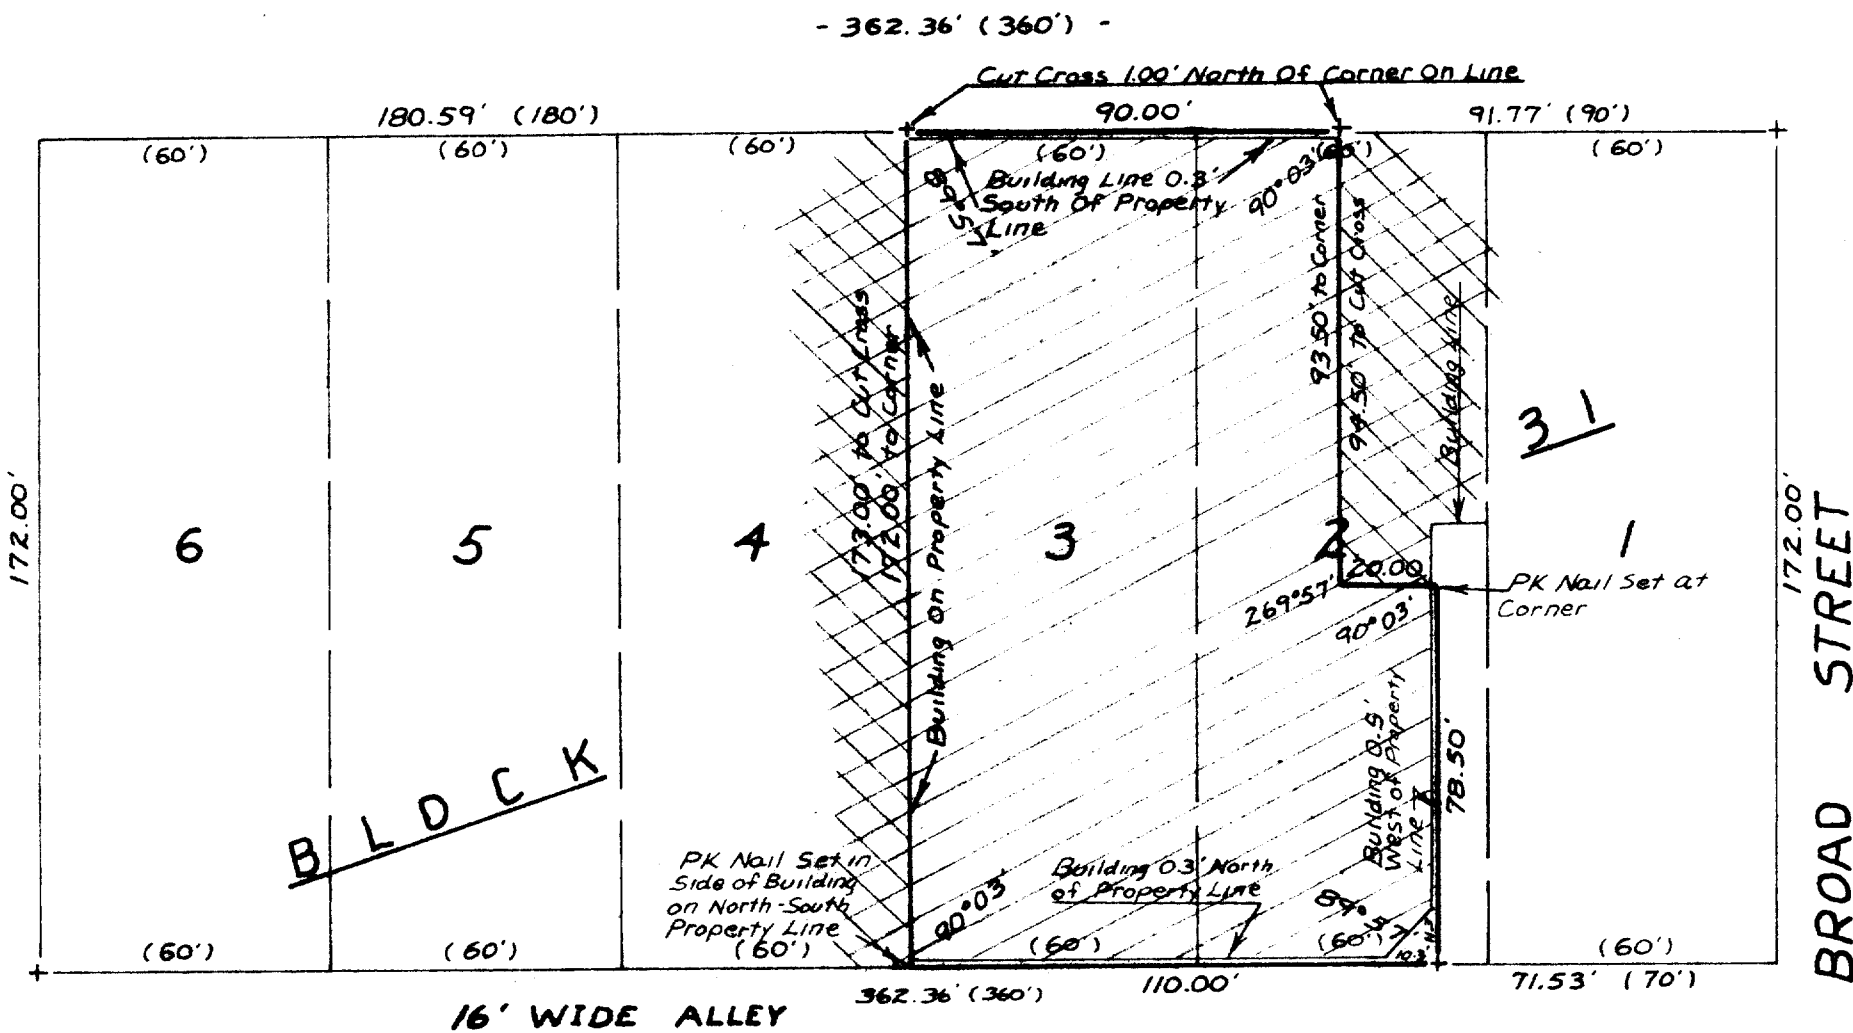 - 362.36' (360') -
Cut Cross 1.00' North Of Corner On Line
180.59' (180')
90.00'
91.77' (90')
(60')
(60')
(60')
(60')
(60')
(60')
89°57'
Building Line 0.3'
South Of Property
Line
90°03'
173.00' to Cut Cross
172.00' to Corner
Building On Property Line
93.50' to Corner
94.50' to Cut Cross
Building Line
31
172.00'
6
5
4
3
2
1
172.00'
BROAD STREET
20.00'
269°57'
90°03'
PK Nail Set at
Corner
BLOCK
Building 0.5'
West of Property
Line
78.50'
PK Nail Set in
Side of Building
on North-South
Property Line
90°03'
Building 0.3' North
of Property Line
89°57'
(60')
(60')
(60')
(60')
(60')
(60')
362.36' (360')
110.00'
71.53' (70')
16' WIDE ALLEY